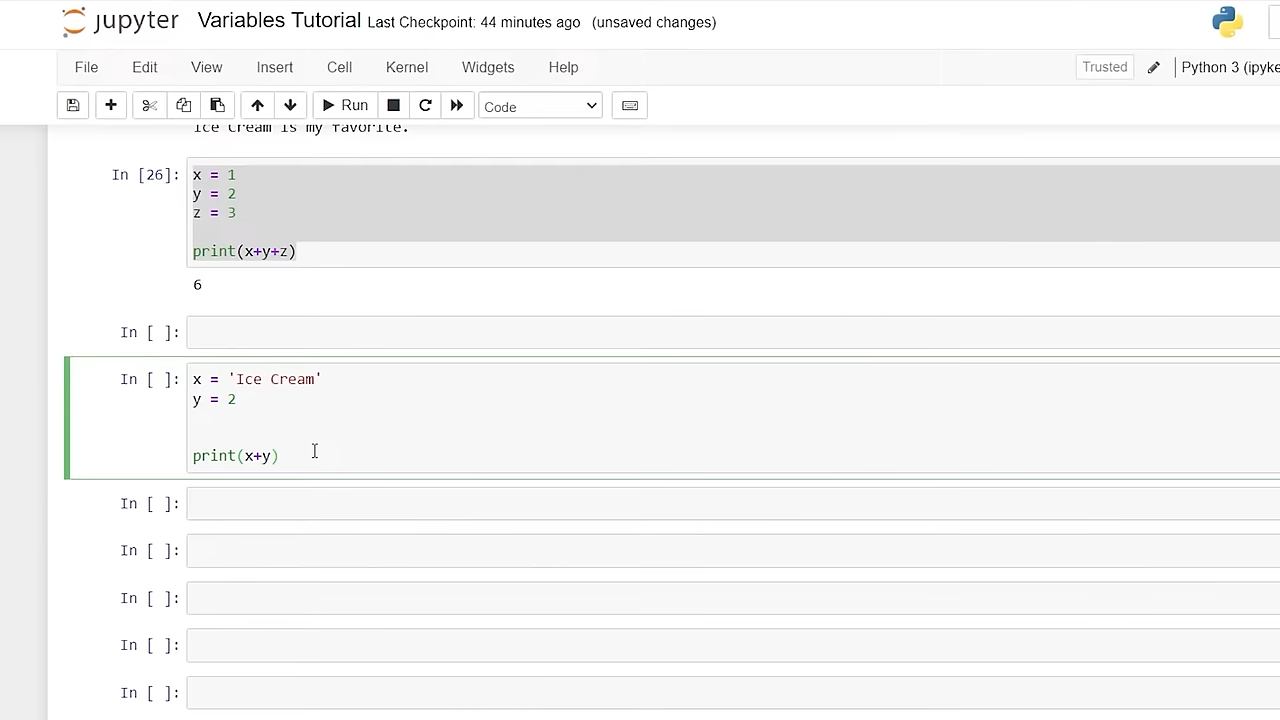 jupyter Variables Tutorial Last Checkpoint: 44 minutes ago (unsaved changes)
File Edit View Insert Cell Kernel Widgets Help Trusted Python 3 (ipyke
Run Code
Ice Cream is my favorite.
In [26]: x = 1
y = 2
z = 3
print(x+y+z)
6
In [ ]:
In [ ]: x = 'Ice Cream'
y = 2
print(x+y)
In [ ]:
In [ ]:
In [ ]:
In [ ]:
In [ ]: